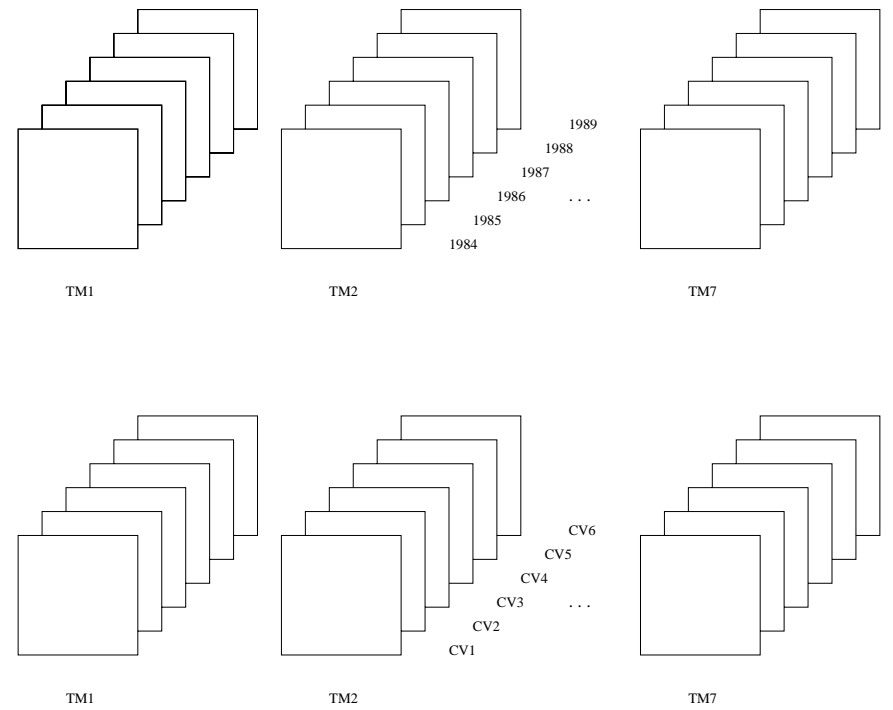 1989
1988
1987
1986 ...
1985
1984
TM1 TM2 TM7
CV6
CV5
CV4
CV3 ...
CV2
CV1
TM1 TM2 TM7